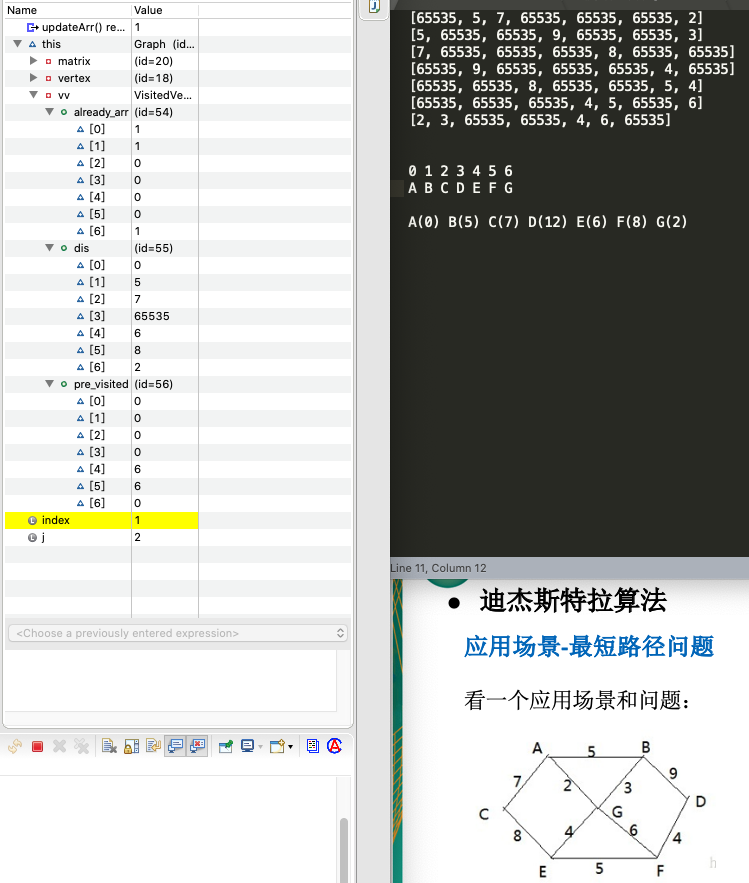 Name Value
updateArr() re... 1
this Graph (id...
matrix (id=20)
vertex (id=18)
vv VisitedVe...
already_arr (id=54)
[0] 1
[1] 1
[2] 0
[3] 0
[4] 0
[5] 0
[6] 1
dis (id=55)
[0] 0
[1] 5
[2] 7
[3] 65535
[4] 6
[5] 8
[6] 2
pre_visited (id=56)
[0] 0
[1] 0
[2] 0
[3] 0
[4] 6
[5] 6
[6] 0
index 1
j 2
<Choose a previously entered expression>
[65535, 5, 7, 65535, 65535, 65535, 2]
[5, 65535, 65535, 9, 65535, 65535, 3]
[7, 65535, 65535, 65535, 8, 65535, 65535]
[65535, 9, 65535, 65535, 65535, 4, 65535]
[65535, 65535, 8, 65535, 65535, 5, 4]
[65535, 65535, 65535, 4, 5, 65535, 6]
[2, 3, 65535, 65535, 4, 6, 65535]
0 1 2 3 4 5 6
A B C D E F G
A(0) B(5) C(7) D(12) E(6) F(8) G(2)
Line 11, Column 12
● 迪杰斯特拉算法
应用场景-最短路径问题
看一个应用场景和问题:
A 5 B
7 2 3 9
C G D
8 4 6 4
E 5 F
h